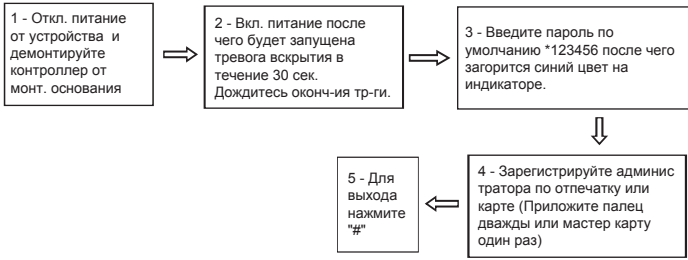 1 - Откл. питание
от устройства и
демонтируйте
контроллер от
монт. основания
2 - Вкл. питание после
чего будет запущена
тревога вскрытия в
течение 30 сек.
Дождитесь оконч-ия тр-ги.
3 - Введите пароль по
умолчанию *123456 после чего
загорится синий цвет на
индикаторе.
4 - Зарегистрируйте админис
тратора по отпечатку или
карте (Приложите палец
дважды или мастер карту
один раз)
5 - Для
выхода
нажмите
"#"